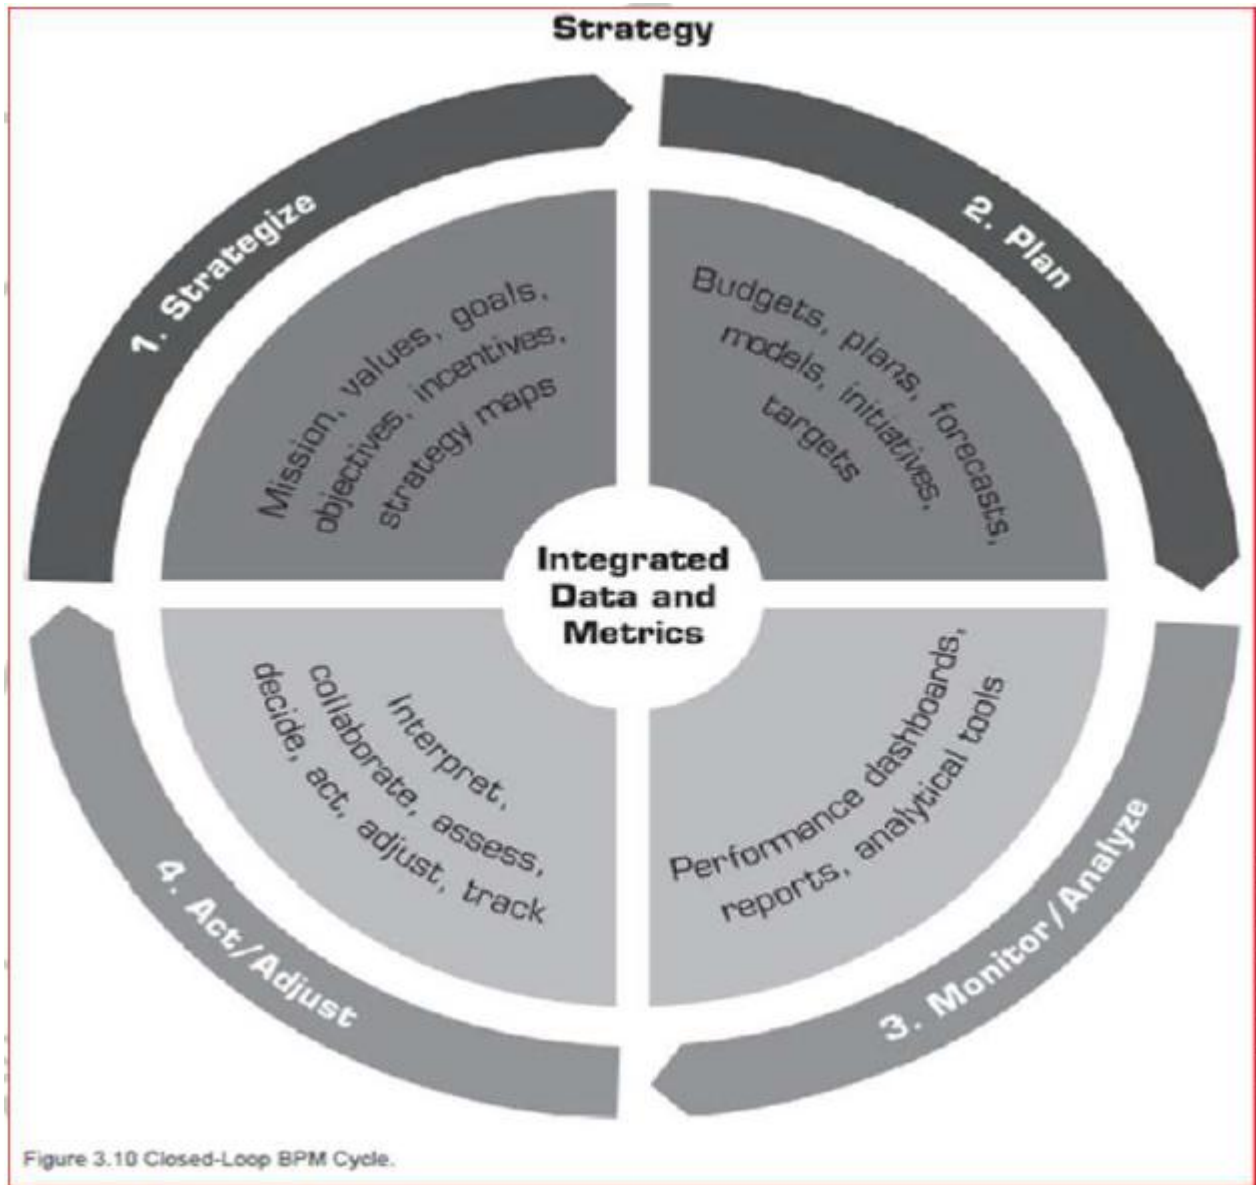 Strategy
1. Strategize
2. Plan
Mission, values, goals,
objectives, incentives,
strategy maps
Budgets, plans, forecasts,
models, initiatives,
targets
Integrated
Data and
Metrics
Interpret,
collaborate, assess,
decide, act, adjust, track
Performance dashboards,
reports, analytical tools
4. Act/Adjust
3. Monitor/Analyze
Figure 3.10 Closed-Loop BPM Cycle.